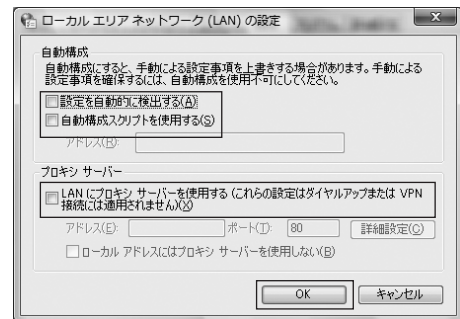 ローカル エリア ネットワーク (LAN) の設定
自動構成
自動構成にすると、手動による設定事項を上書きする場合があります。手動による
設定事項を確保するには、自動構成を使用不可にしてください。
設定を自動的に検出する(A)
自動構成スクリプトを使用する(S)
アドレス(R):
プロキシ サーバー
LAN にプロキシ サーバーを使用する (これらの設定はダイヤルアップまたは VPN
接続には適用されません)(X)
アドレス(E): ポート(T): 80 詳細設定(C)
ローカル アドレスにはプロキシ サーバーを使用しない(B)
OK キャンセル